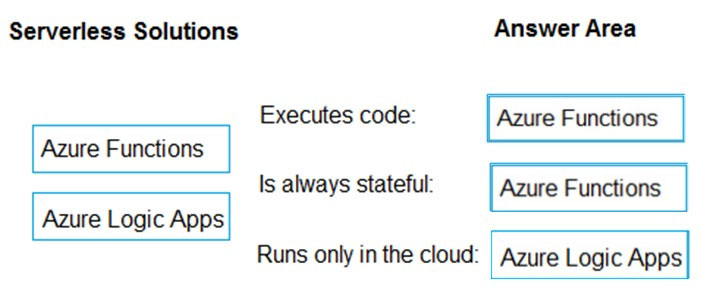 Serverless Solutions
Answer Area
Executes code:
Azure Functions
Azure Functions
Is always stateful:
Azure Functions
Azure Logic Apps
Runs only in the cloud:
Azure Logic Apps